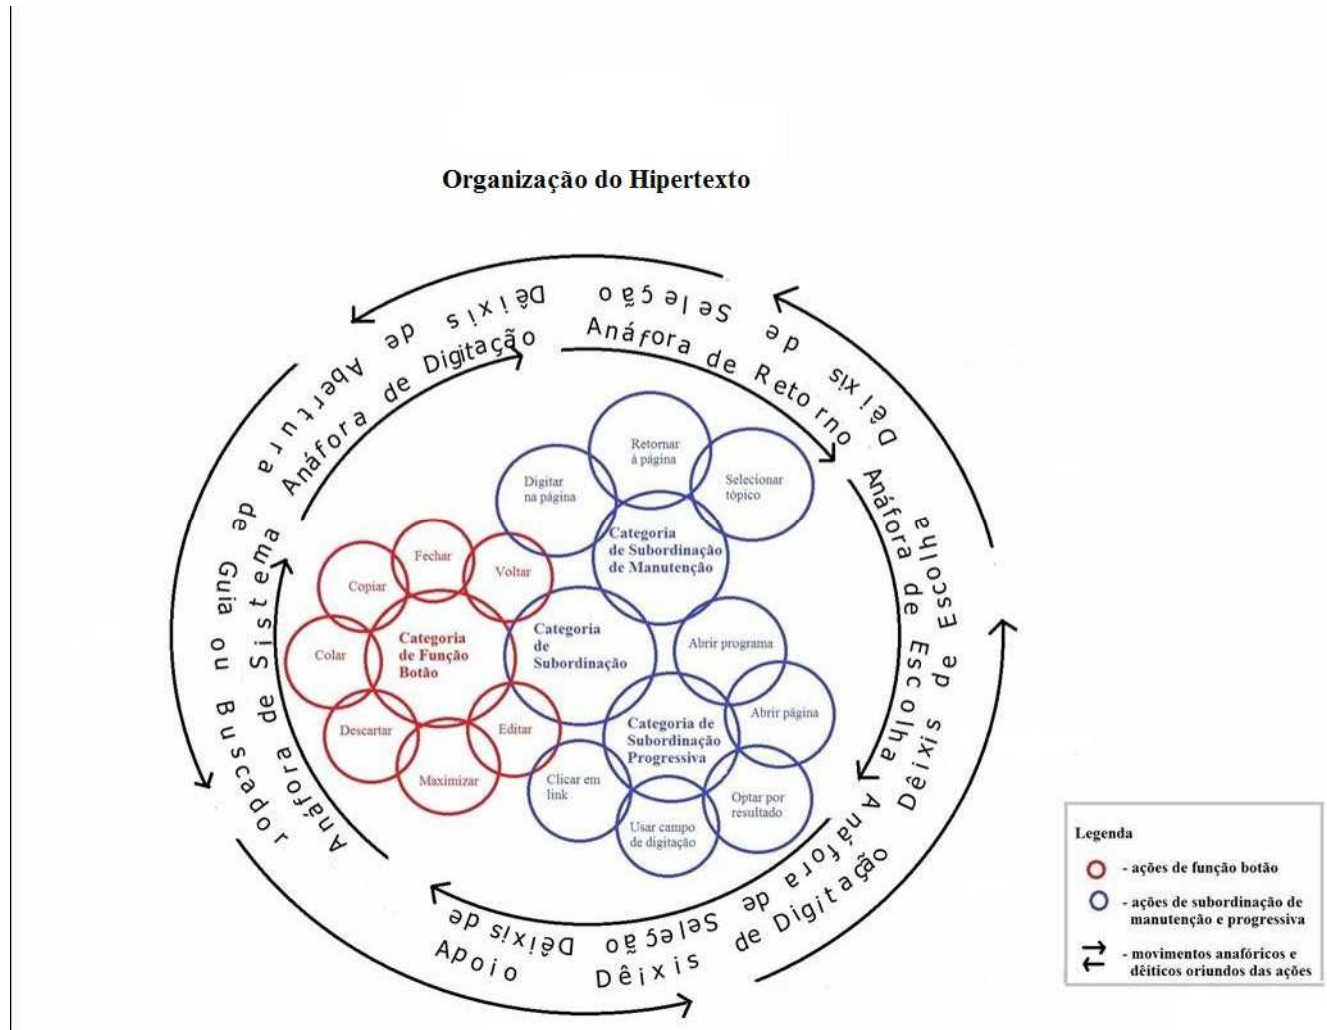 Organização do Hipertexto
Dêixis de Abertura de Guia ou Buscador
Dêixis de Seleção
Dêixis de Escolha
Dêixis de Digitação
Dêixis de Apoio
Anáfora de Sistema
Anáfora de Digitação
Anáfora de Retorno
Anáfora de Escolha
Anáfora de Seleção
Retornar
à página
Digitar
na página
Selecionar
tópico
Categoria
de Subordinação
de Manutenção
Fechar
Voltar
Copiar
Colar
Categoria
de Função
Botão
Descartar
Maximizar
Editar
Categoria
de
Subordinação
Abrir programa
Abrir página
Categoria de
Subordinação
Progressiva
Clicar em
link
Usar campo
de digitação
Optar por
resultado
Legenda
- ações de função botão
- ações de subordinação de
manutenção e progressiva
- movimentos anafóricos e
dêiticos oriundos das ações